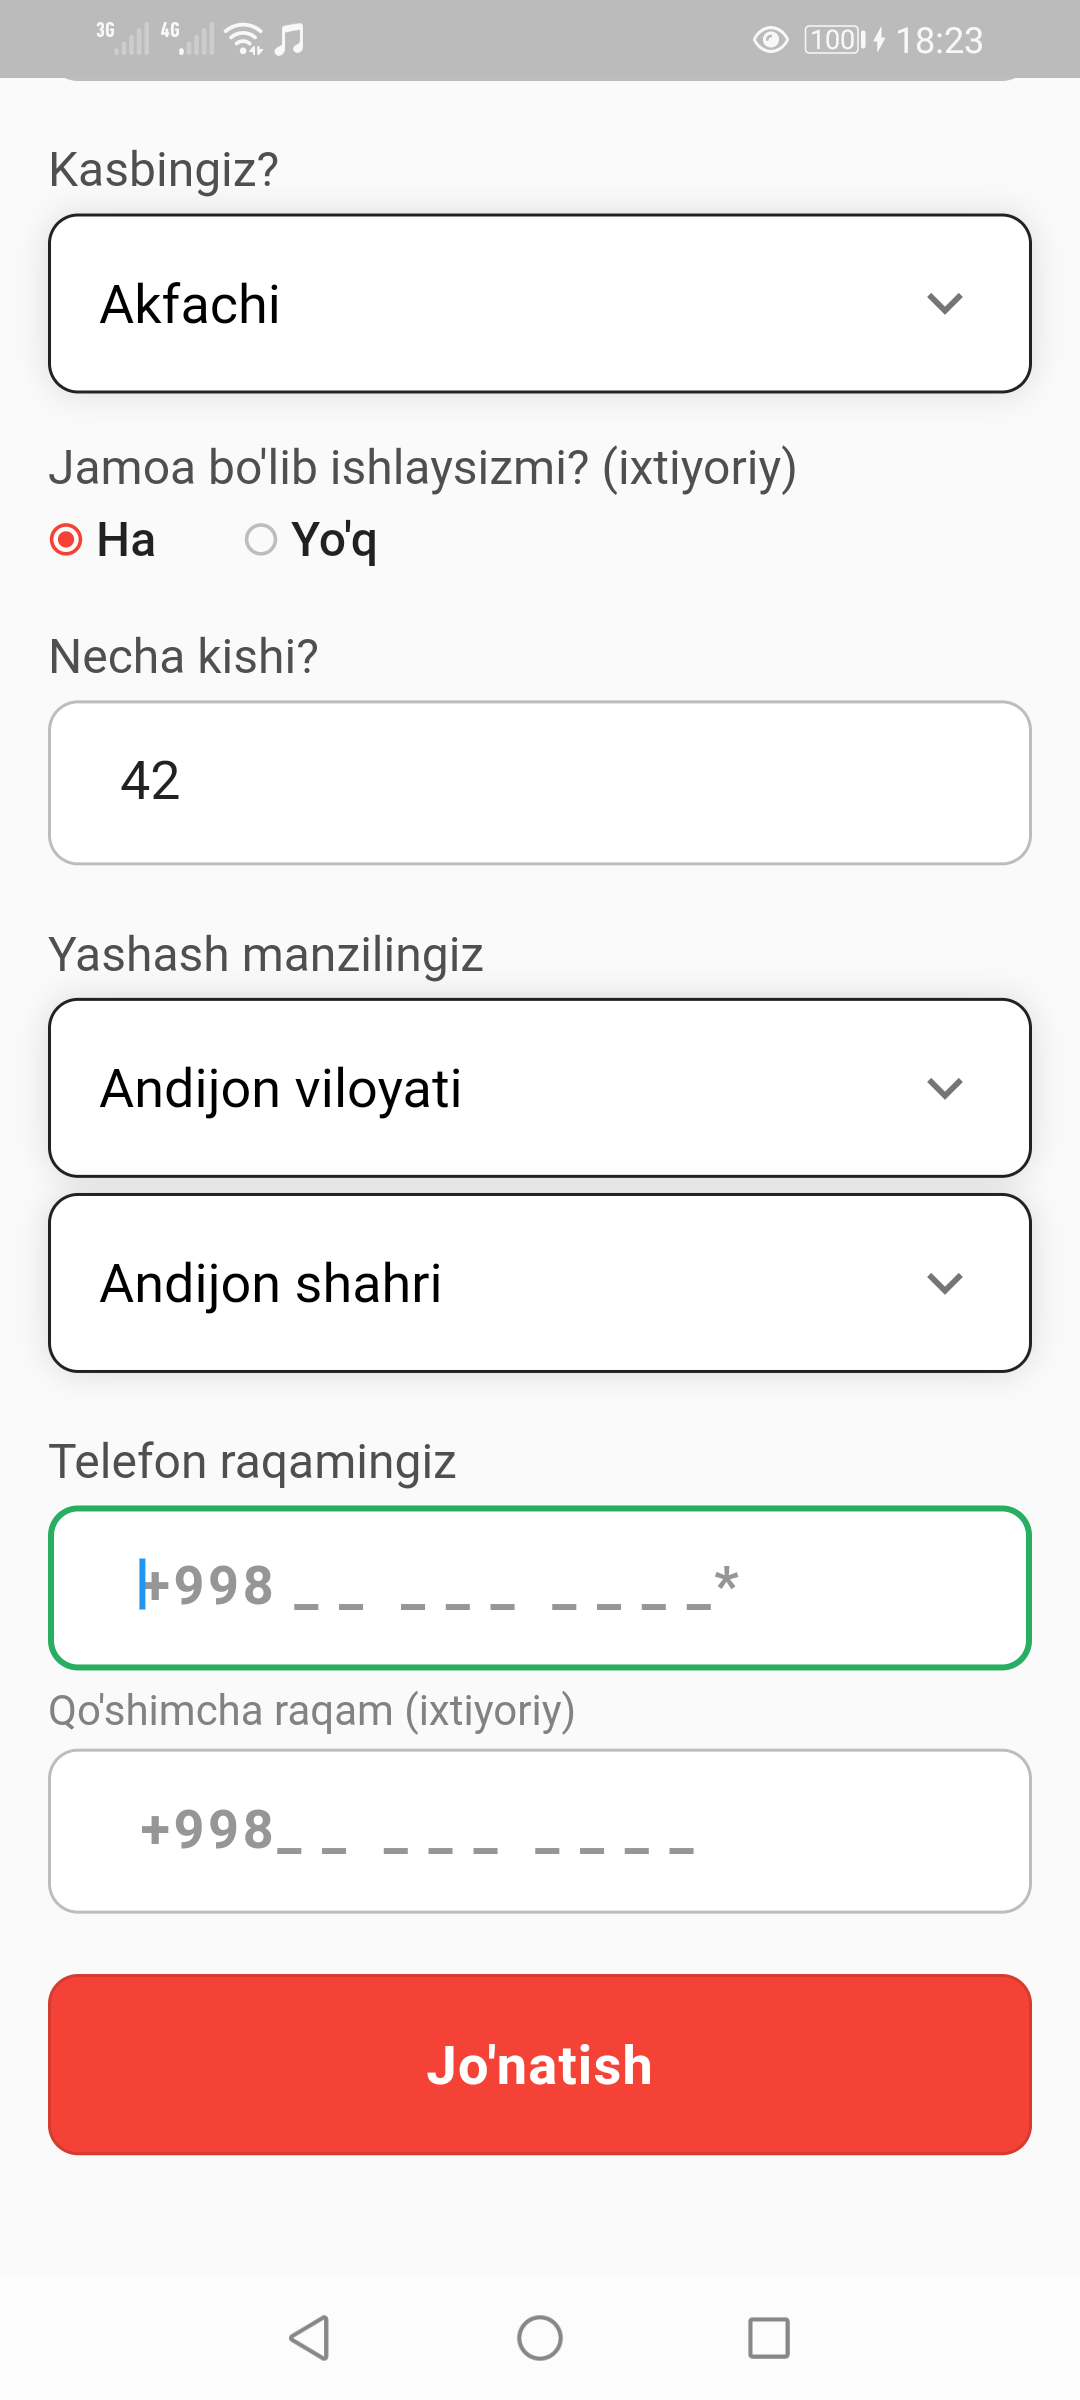 3G 4G 100 18:23
Kasbingiz?
Akfachi
Jamoa bo'lib ishlaysizmi? (ixtiyoriy)
Ha Yo'q
Necha kishi?
42
Yashash manzilingiz
Andijon viloyati
Andijon shahri
Telefon raqamingiz
+998 _ _ _ _ _ _ _ _ _*
Qo'shimcha raqam (ixtiyoriy)
+998_ _ _ _ _ _ _ _ _
Jo'natish